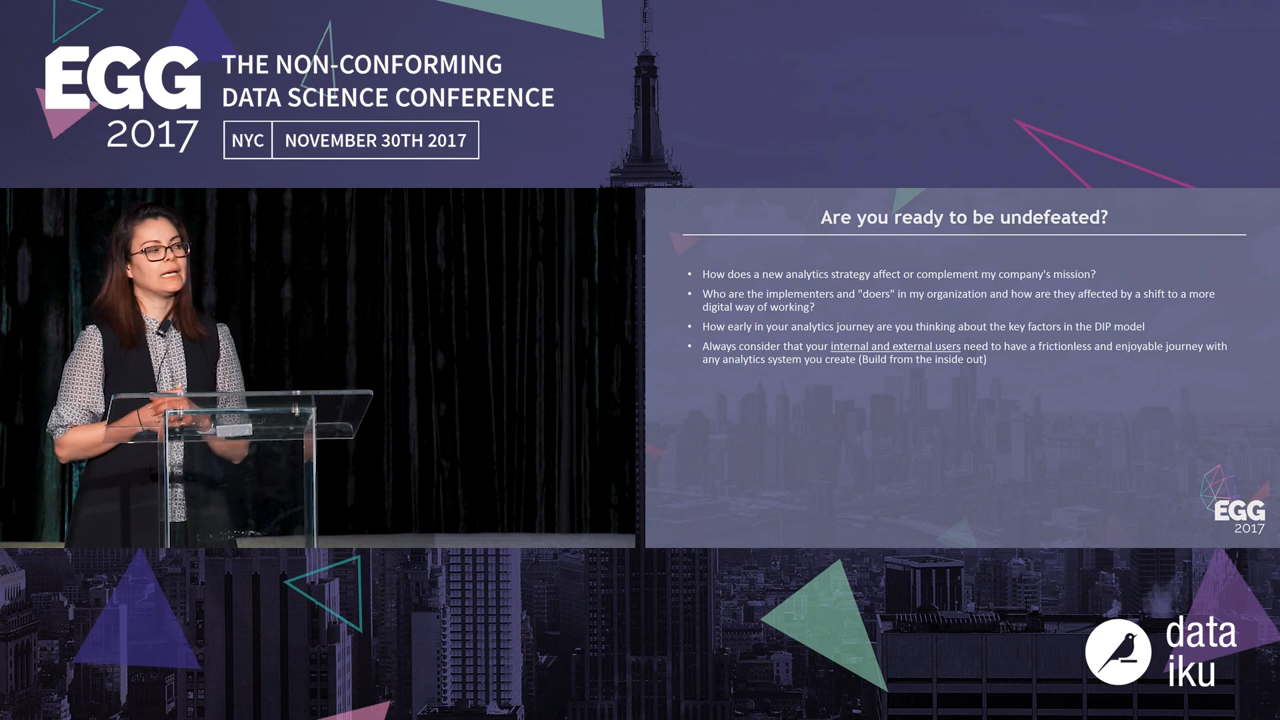 EGG
2017
THE NON-CONFORMING
DATA SCIENCE CONFERENCE
NYC
NOVEMBER 30TH 2017
Are you ready to be undefeated?
• How does a new analytics strategy affect or complement my company's mission?
• Who are the implementers and "doers" in my organization and how are they affected by a shift to a more
digital way of working?
• How early in your analytics journey are you thinking about the key factors in the DIP model
• Always consider that your internal and external users need to have a frictionless and enjoyable journey with
any analytics system you create (Build from the inside out)
EGG
2017
data
iku